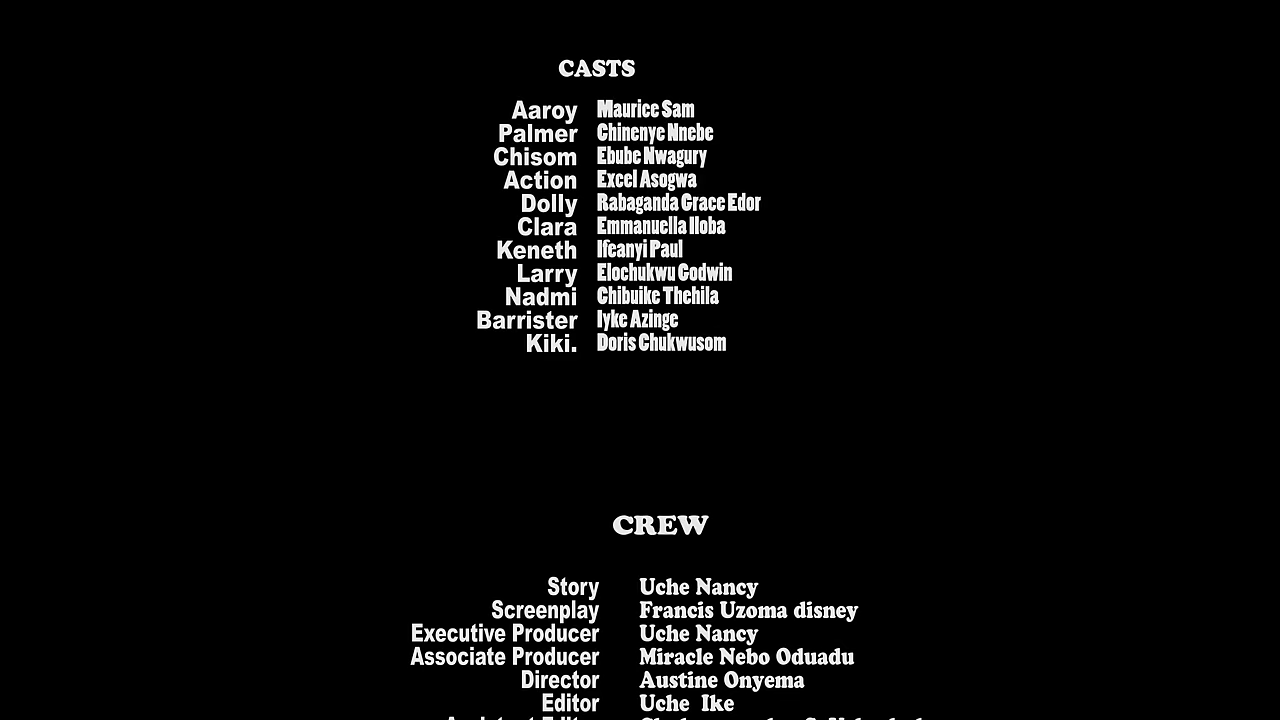 CASTS
Aaroy Maurice Sam
Palmer Chinenye Nnebe
Chisom Ebube Nwagury
Action Excel Asogwa
Dolly Rabaganda Grace Edor
Clara Emmanuella Iloba
Keneth Ifeanyi Paul
Larry Elochukwu Godwin
Nadmi Chibuike Thehila
Barrister Iyke Azinge
Kiki. Doris Chukwusom
CREW
Story Uche Nancy
Screenplay Francis Uzoma disney
Executive Producer Uche Nancy
Associate Producer Miracle Nebo Oduadu
Director Austine Onyema
Editor Uche Ike